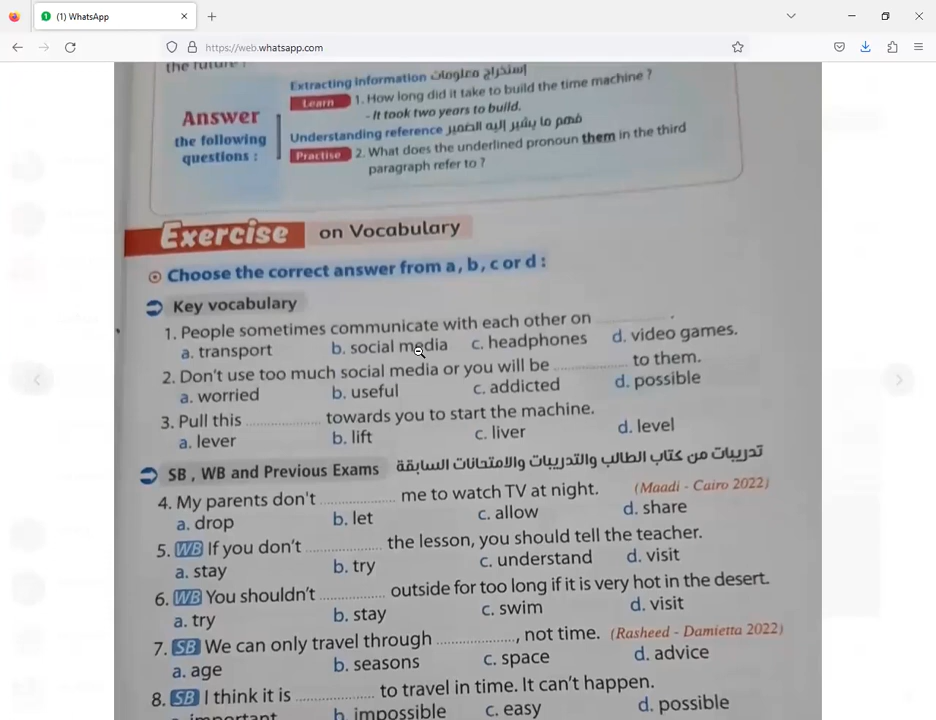 (1) WhatsApp
https://web.whatsapp.com
the future ?
Extracting information إستخراج معلومات
Answer the following questions :
Learn 1. How long did it take to build the time machine ?
- It took two years to build.
Understanding reference فهم ما يشير إليه الضمير
Practise 2. What does the underlined pronoun them in the third
paragraph refer to ?
Exercise on Vocabulary
Choose the correct answer from a , b , c or d :
Key vocabulary
1. People sometimes communicate with each other on .............. .
a. transport b. social media c. headphones d. video games.
2. Don't use too much social media or you will be .............. to them.
a. worried b. useful c. addicted d. possible
3. Pull this .............. towards you to start the machine.
a. lever b. lift c. liver d. level
SB , WB and Previous Exams تدريبات من كتاب الطالب والتدريبات والامتحانات السابقة
4. My parents don't .............. me to watch TV at night. (Maadi - Cairo 2022)
a. drop b. let c. allow d. share
5. WB If you don't .............. the lesson, you should tell the teacher.
a. stay b. try c. understand d. visit
6. WB You shouldn't .............. outside for too long if it is very hot in the desert.
a. try b. stay c. swim d. visit
7. SB We can only travel through .............., not time. (Rasheed - Damietta 2022)
a. age b. seasons c. space d. advice
8. SB I think it is .............. to travel in time. It can't happen.
a. important b. impossible c. easy d. possible